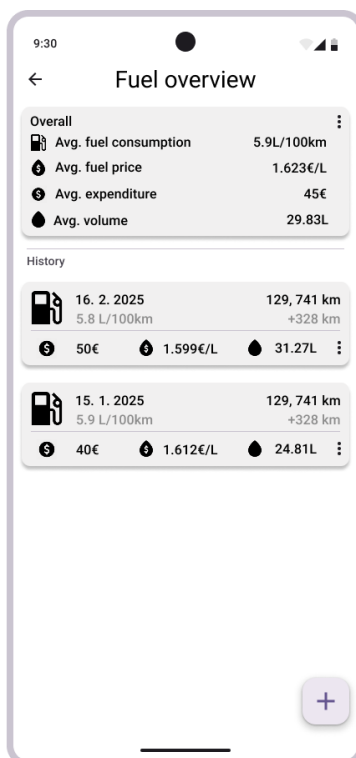 9:30
Fuel overview
Overall
Avg. fuel consumption 5.9L/100km
Avg. fuel price 1.623€/L
Avg. expenditure 45€
Avg. volume 29.83L
History
16. 2. 2025 129, 741 km
5.8 L/100km +328 km
50€ 1.599€/L 31.27L
15. 1. 2025 129, 741 km
5.9 L/100km +328 km
40€ 1.612€/L 24.81L